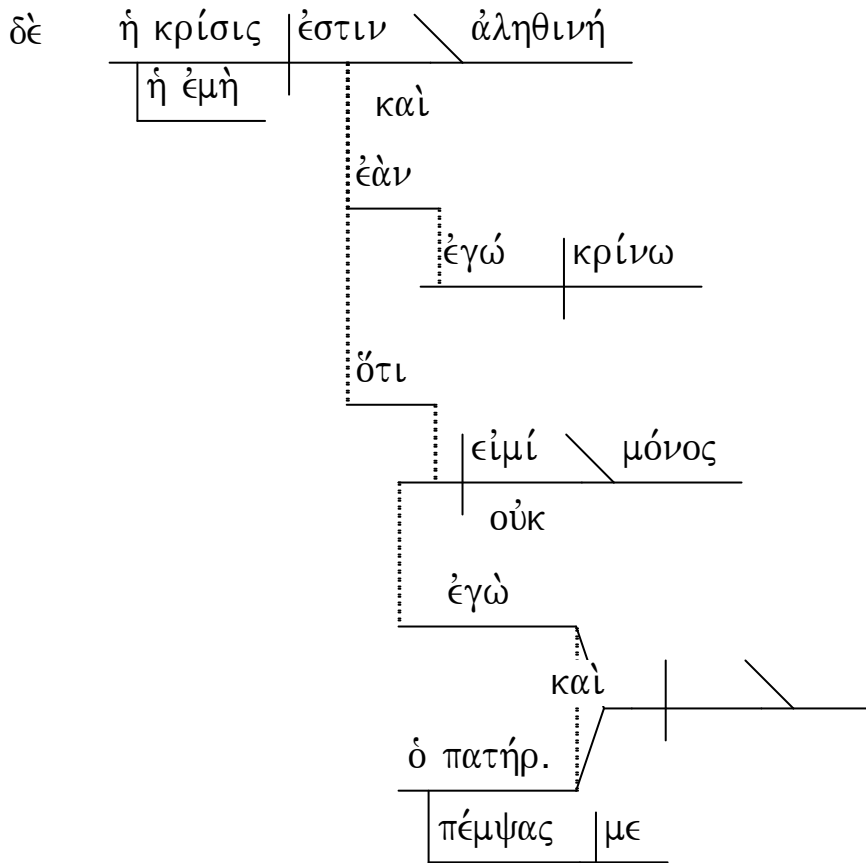 δὲ ἡ κρίσις ἐστιν ἀληθινή
ἡ ἐμὴ
καὶ
ἐὰν
ἐγώ κρίνω
ὅτι
εἰμί μόνος
οὐκ
ἐγὼ
καὶ
ὁ πατήρ.
πέμψας με